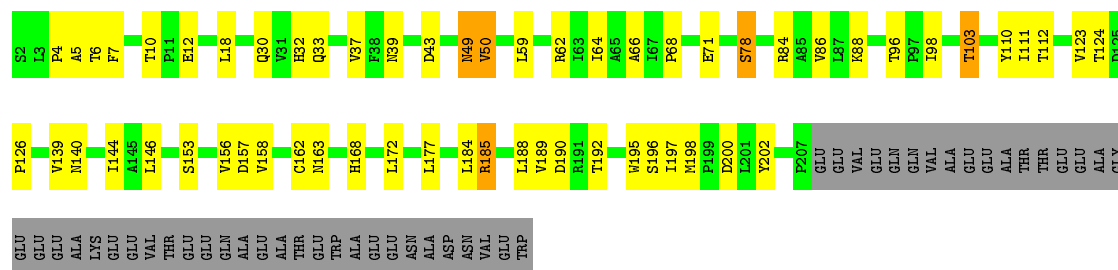 S2 L3 P4 A5 T6 F7 T10 P11 E12 L18 Q30 V31 H32 Q33 V37 F38 N39 D43 N49 V50 L59 R62 I63 I64 A65 A66 I67 P68 E71 S78 R84 A85 V86 L87 K88 T96 P97 I98 T103 Y110 I111 T112 V123 T124 D125
P126 V139 N140 I144 A145 L146 S153 V156 D157 V158 C162 N163 H168 L172 L177 L184 R185 L188 V189 D190 R191 T192 W195 S196 I197 M198 P199 D200 L201 Y202 P207 GLU GLU VAL GLU GLN GLN VAL ALA GLU GLU ALA THR THR GLU GLU ALA GLY
GLU GLU GLU ALA LYS GLU GLU VAL THR GLU GLU GLN ALA GLU ALA THR GLU TRP ALA GLU GLU ASN ALA ASP ASN VAL GLU TRP